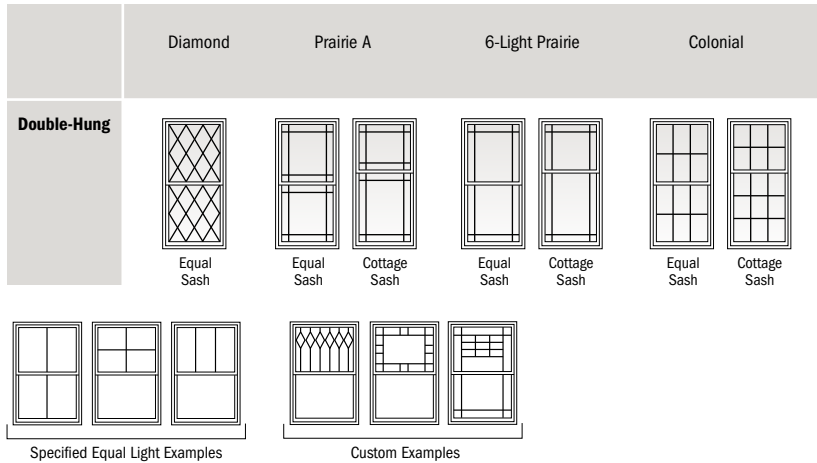 Diamond Prairie A 6-Light Prairie Colonial
Double-Hung
Equal Sash Equal Sash Cottage Sash Equal Sash Cottage Sash Equal Sash Cottage Sash
Specified Equal Light Examples Custom Examples